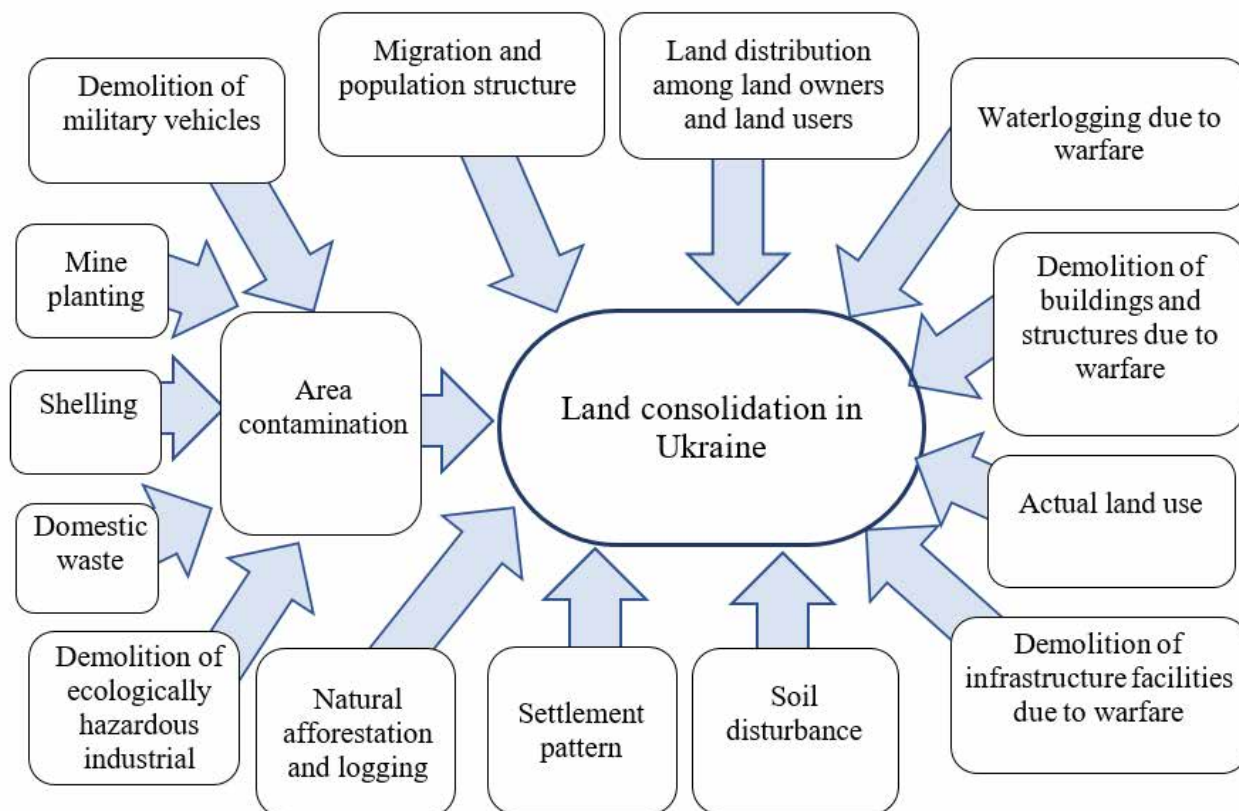 Demolition of
military vehicles
Migration and
population structure
Land distribution
among land owners
and land users
Waterlogging due to
warfare
Mine
planting
Demolition of
buildings and
structures due to
warfare
Shelling
Area
contamination
Land consolidation in
Ukraine
Actual land use
Domestic
waste
Demolition of
ecologically
hazardous
industrial
Natural
afforestation
and logging
Settlement
pattern
Soil
disturbance
Demolition of
infrastructure facilities
due to warfare